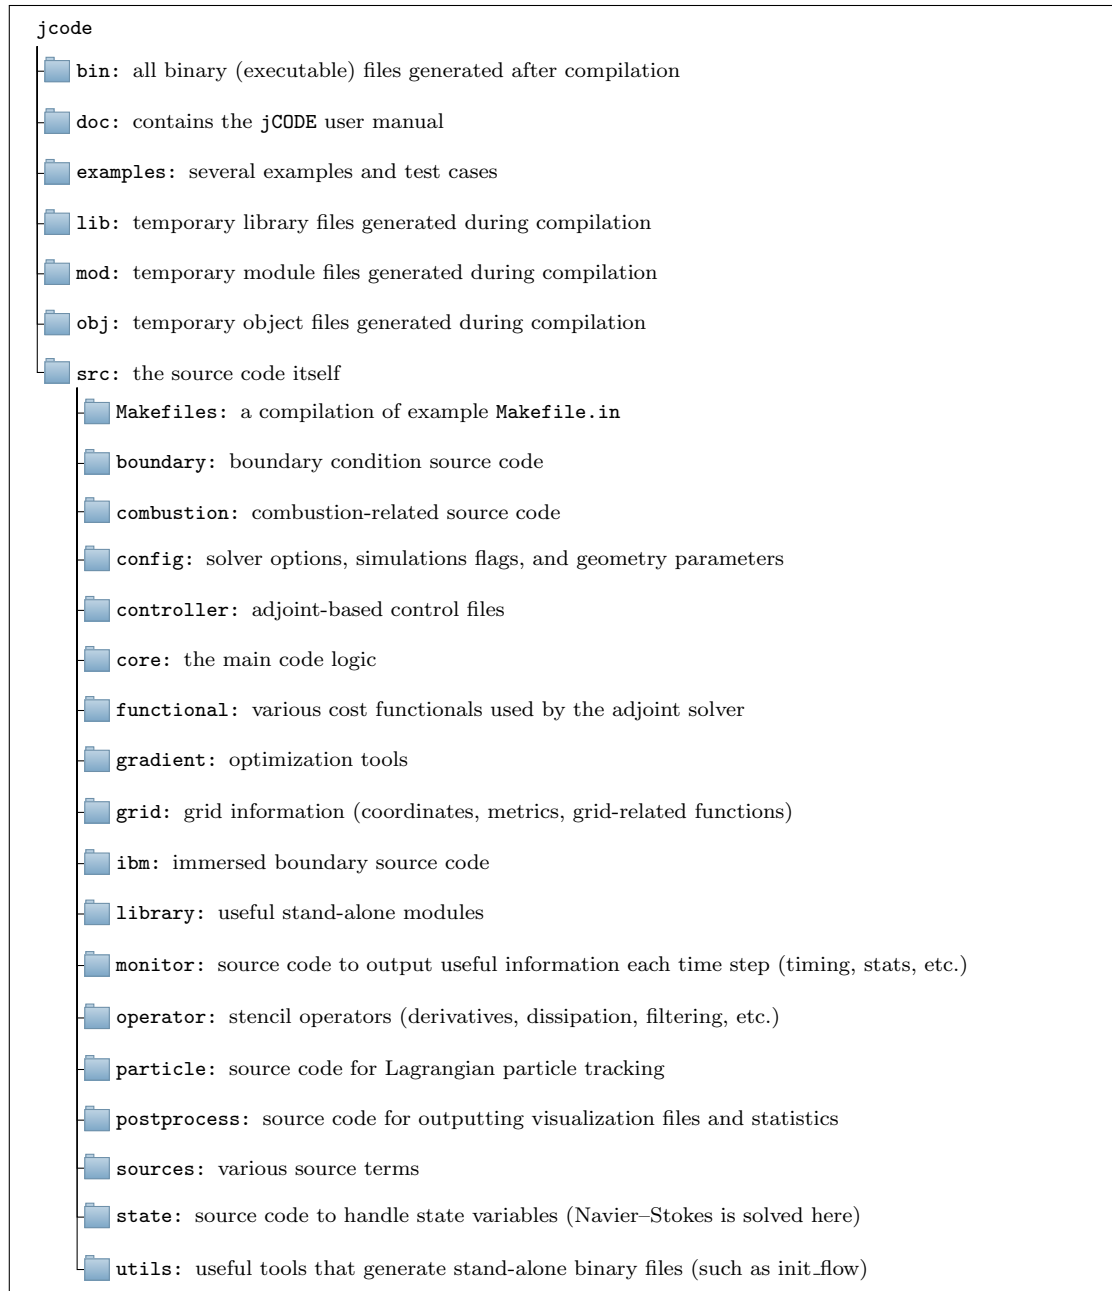 jcode
bin: all binary (executable) files generated after compilation
doc: contains the jCODE user manual
examples: several examples and test cases
lib: temporary library files generated during compilation
mod: temporary module files generated during compilation
obj: temporary object files generated during compilation
src: the source code itself
Makefiles: a compilation of example Makefile.in
boundary: boundary condition source code
combustion: combustion-related source code
config: solver options, simulations flags, and geometry parameters
controller: adjoint-based control files
core: the main code logic
functional: various cost functionals used by the adjoint solver
gradient: optimization tools
grid: grid information (coordinates, metrics, grid-related functions)
ibm: immersed boundary source code
library: useful stand-alone modules
monitor: source code to output useful information each time step (timing, stats, etc.)
operator: stencil operators (derivatives, dissipation, filtering, etc.)
particle: source code for Lagrangian particle tracking
postprocess: source code for outputting visualization files and statistics
sources: various source terms
state: source code to handle state variables (Navier–Stokes is solved here)
utils: useful tools that generate stand-alone binary files (such as init_flow)